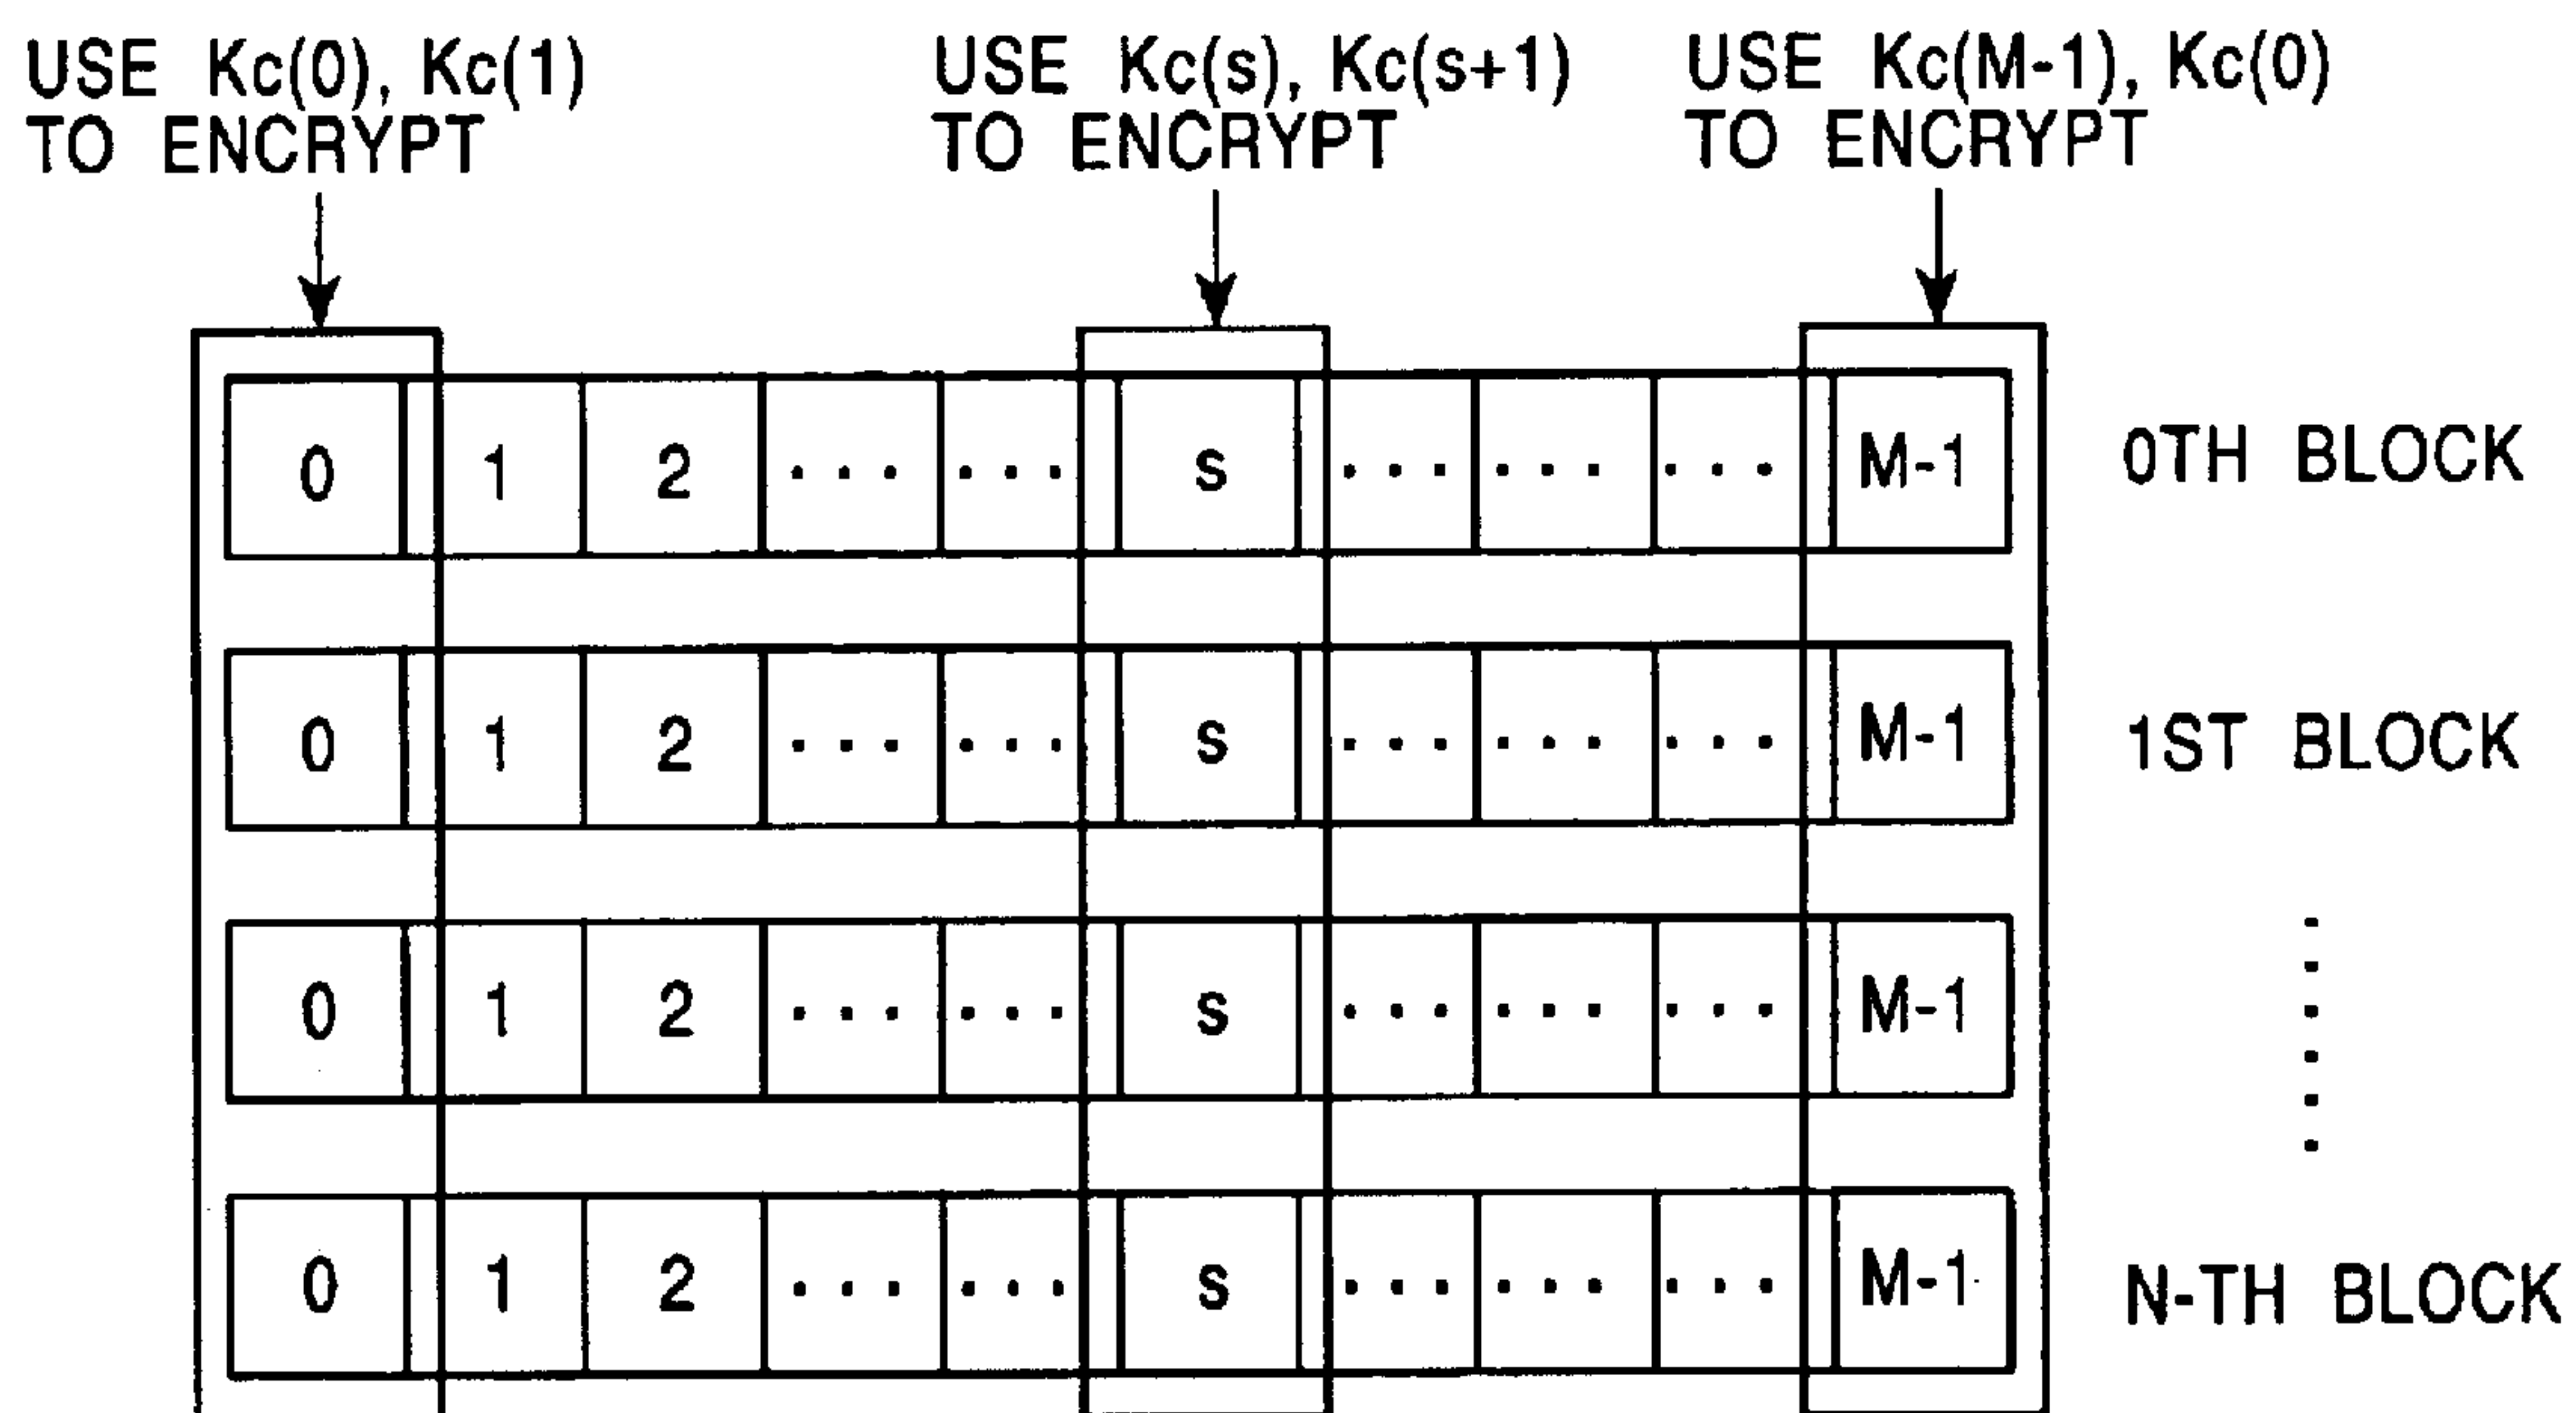 USE Kc(0), Kc(1)
TO ENCRYPT
USE Kc(s), Kc(s+1)
TO ENCRYPT
USE Kc(M-1), Kc(0)
TO ENCRYPT
0 1 2 ... ... s ... ... ... M-1 0TH BLOCK
0 1 2 ... ... s ... ... ... M-1 1ST BLOCK
0 1 2 ... ... s ... ... ... M-1
0 1 2 ... ... s ... ... ... M-1 N-TH BLOCK